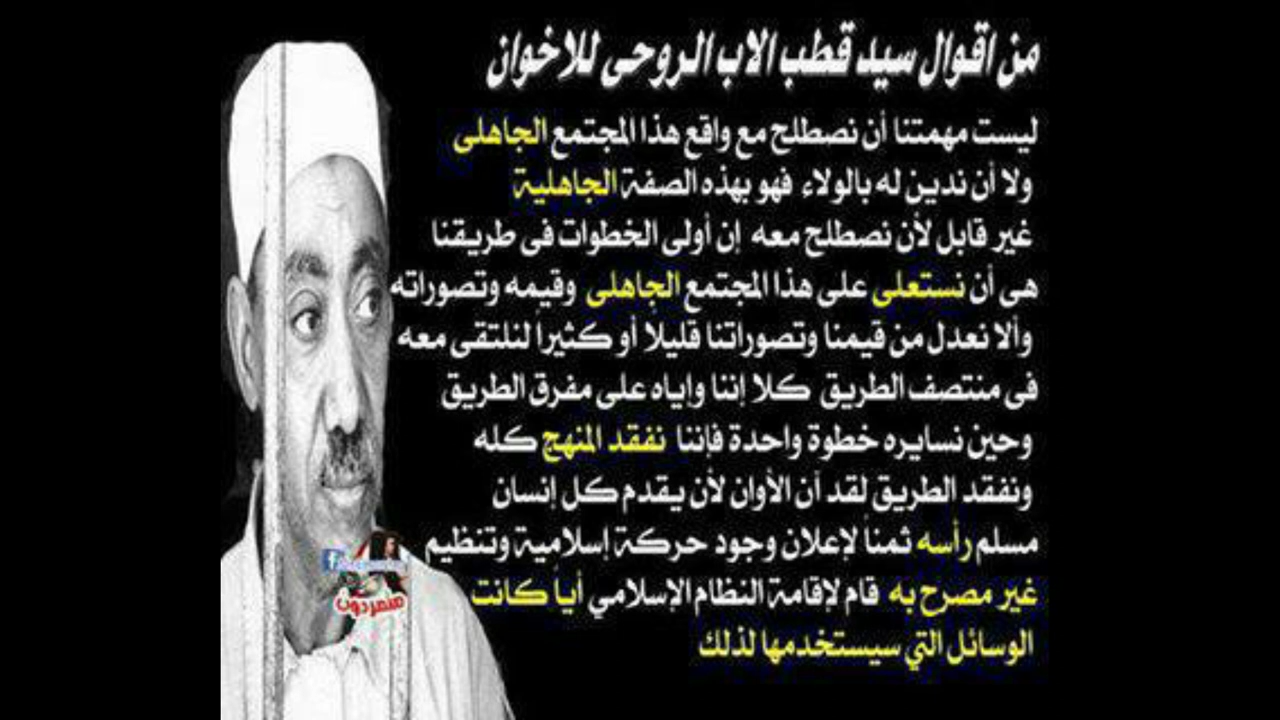 من اقوال سيد قطب الاب الروحى للاخوان
ليست مهمتنا أن نصطلح مع واقع هذا المجتمع الجاهلى
ولا أن ندين له بالولاء فهو بهذه الصفة الجاهلية
غير قابل لأن نصطلح معه إن أولى الخطوات فى طريقنا
هى أن نستعلى على هذا المجتمع الجاهلى وقيمه وتصوراته
وألا نعدل من قيمنا وتصوراتنا قليلا أو كثيراً لنلتقى معه
فى منتصف الطريق كلا إننا وإياه على مفرق الطريق
وحين نسايره خطوة واحدة فإننا نفقد المنهج كله
ونفقد الطريق لقد آن الأوان لأن يقدم كل إنسان
مسلم رأسه ثمناً لإعلان وجود حركة إسلامية وتنظيم
غير مصرح به قام لإقامة النظام الإسلامي أياً كانت
الوسائل التي سيستخدمها لذلك
متمردون